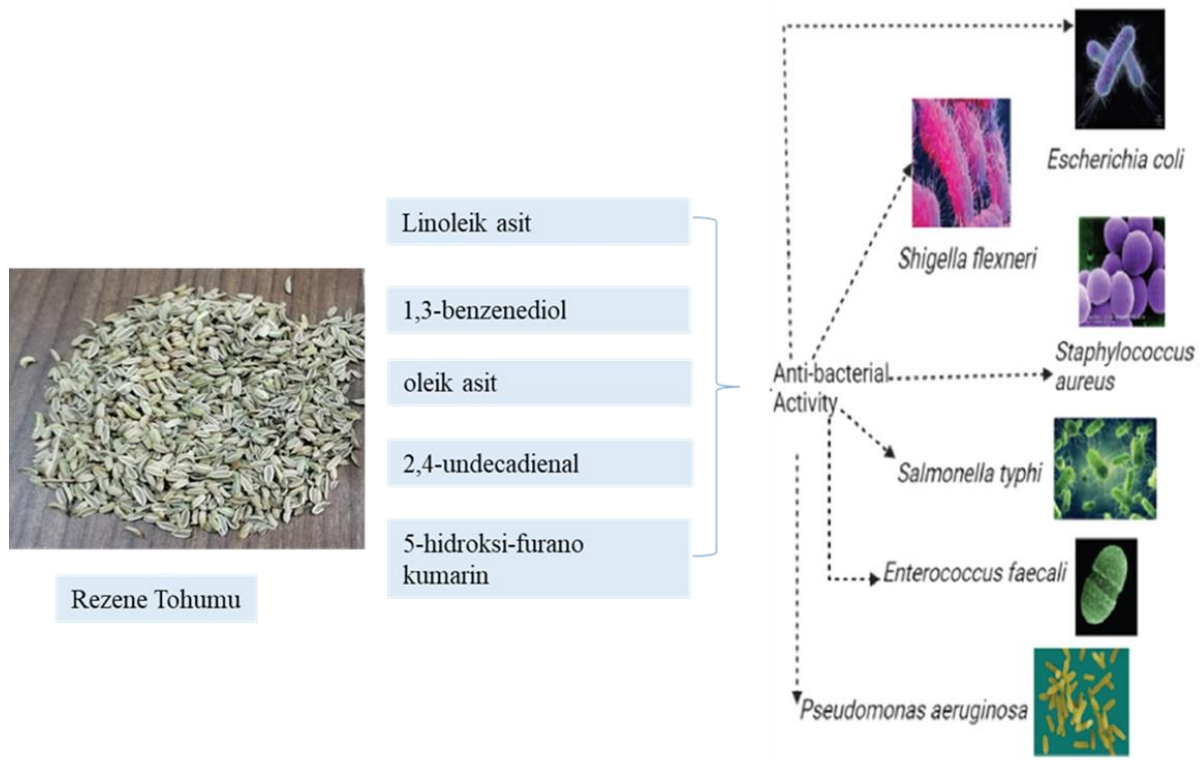 Linoleik asit
1,3-benzenediol
oleik asit
2,4-undecadienal
5-hidroksi-furano
kumarin
Rezene Tohumu
Anti-bacterial
Activity
Escherichia coli
Shigella flexneri
Staphylococcus
aureus
Salmonella typhi
Enterococcus faecali
Pseudomonas aeruginosa